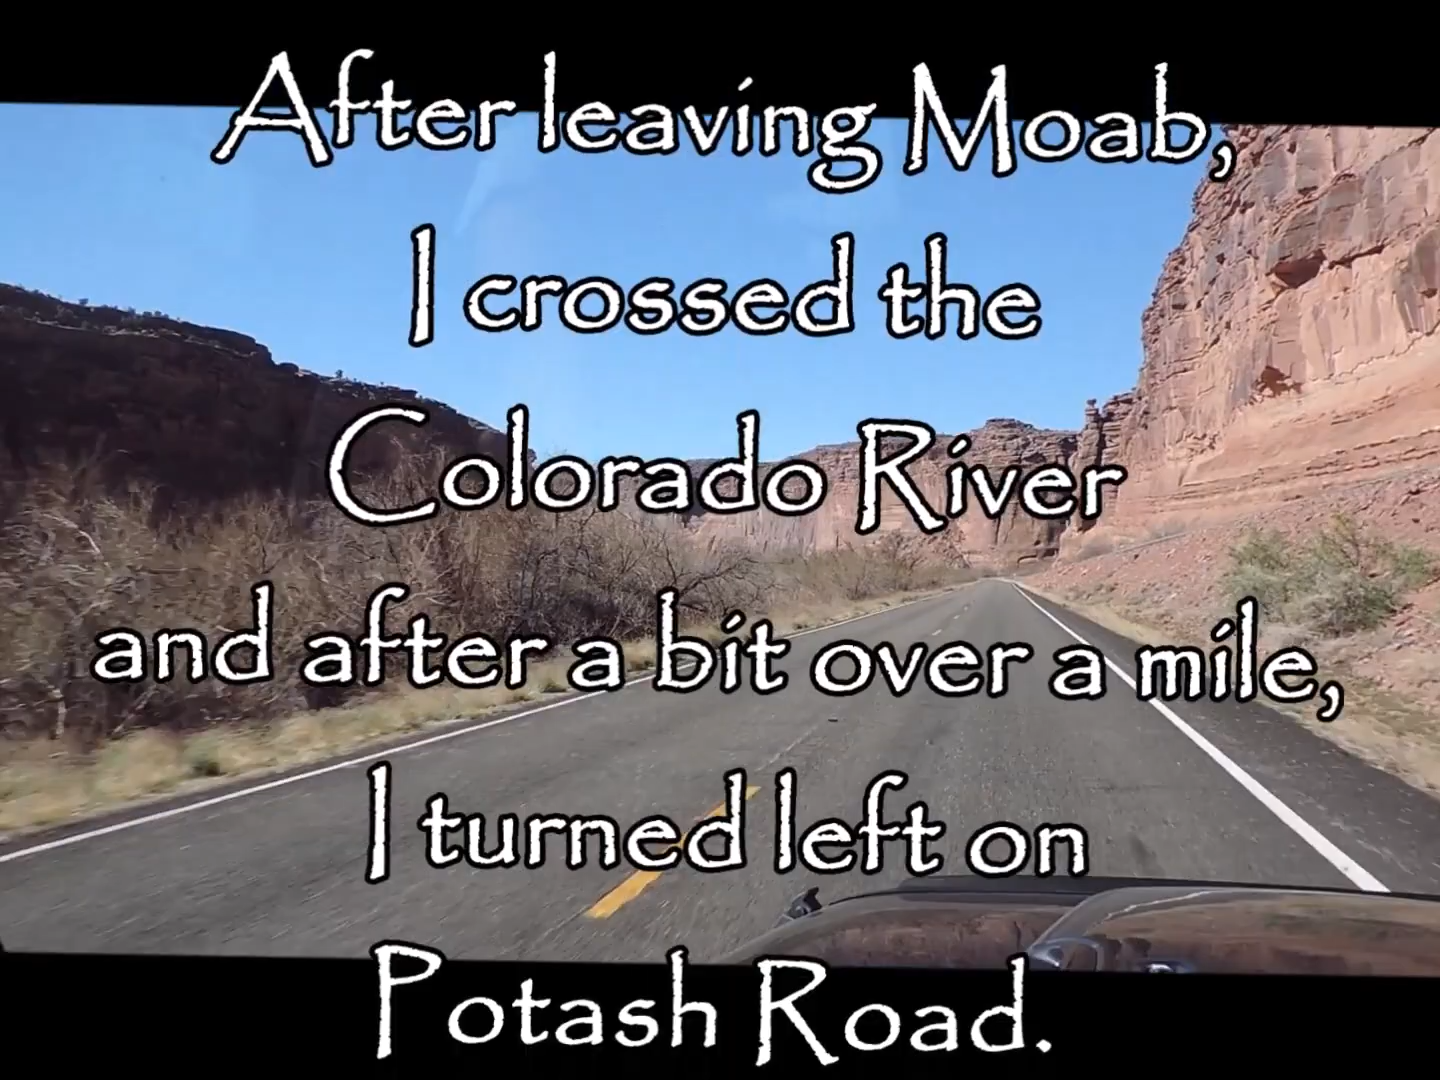 After leaving Moab,
I crossed the
Colorado River
and after a bit over a mile,
I turned left on
Potash Road.